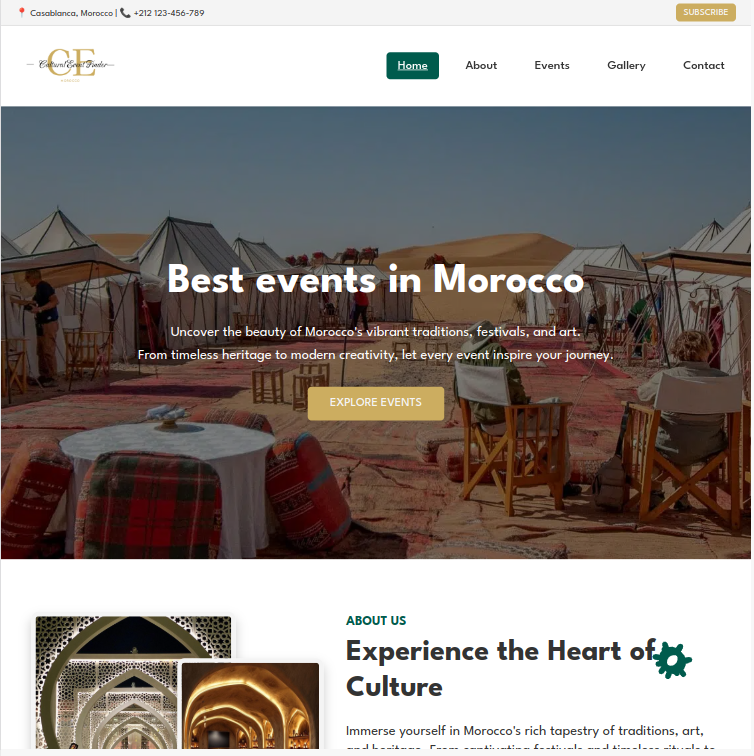 Casablanca, Morocco | +212 123-456-789
SUBSCRIBE
CE
Cultural Event Finder
MOROCCO
Home
About
Events
Gallery
Contact
Best events in Morocco
Uncover the beauty of Morocco's vibrant traditions, festivals, and art.
From timeless heritage to modern creativity, let every event inspire your journey.
EXPLORE EVENTS
ABOUT US
Experience the Heart of
Culture
Immerse yourself in Morocco's rich tapestry of traditions, art,
and heritage. From captivating festivals and timeless rituals to